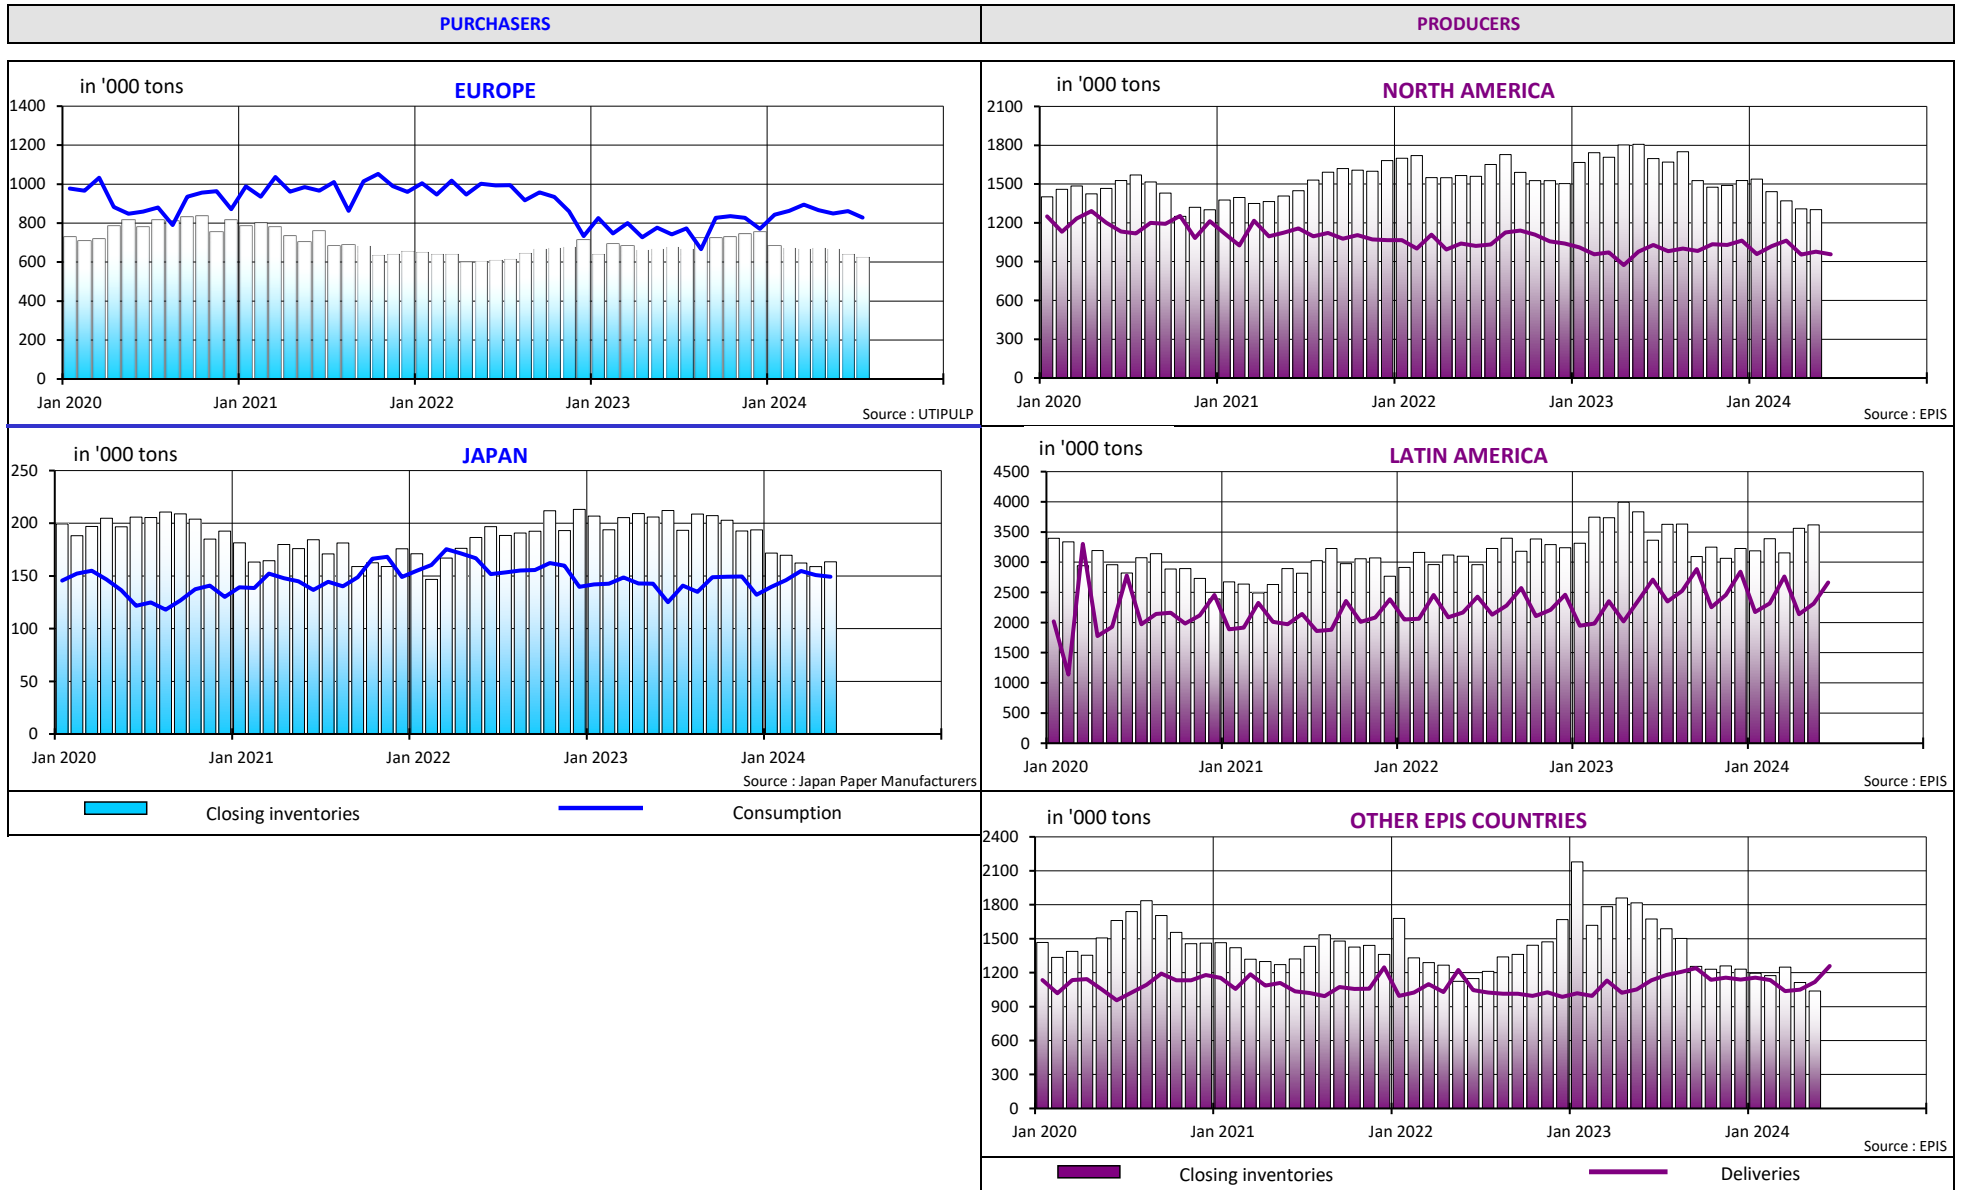 PURCHASERS
PRODUCERS
in '000 tons
EUROPE
1400
1200
1000
800
600
400
200
0
Jan 2020
Jan 2021
Jan 2022
Jan 2023
Jan 2024
Source : UTIPULP
in '000 tons
NORTH AMERICA
2100
1800
1500
1200
900
600
300
0
Jan 2020
Jan 2021
Jan 2022
Jan 2023
Jan 2024
Source : EPIS
in '000 tons
JAPAN
250
200
150
100
50
0
Jan 2020
Jan 2021
Jan 2022
Jan 2023
Jan 2024
Source : Japan Paper Manufacturers
Closing inventories
Consumption
in '000 tons
LATIN AMERICA
4500
4000
3500
3000
2500
2000
1500
1000
500
0
Jan 2020
Jan 2021
Jan 2022
Jan 2023
Jan 2024
Source : EPIS
in '000 tons
OTHER EPIS COUNTRIES
2400
2100
1800
1500
1200
900
600
300
0
Jan 2020
Jan 2021
Jan 2022
Jan 2023
Jan 2024
Source : EPIS
Closing inventories
Deliveries